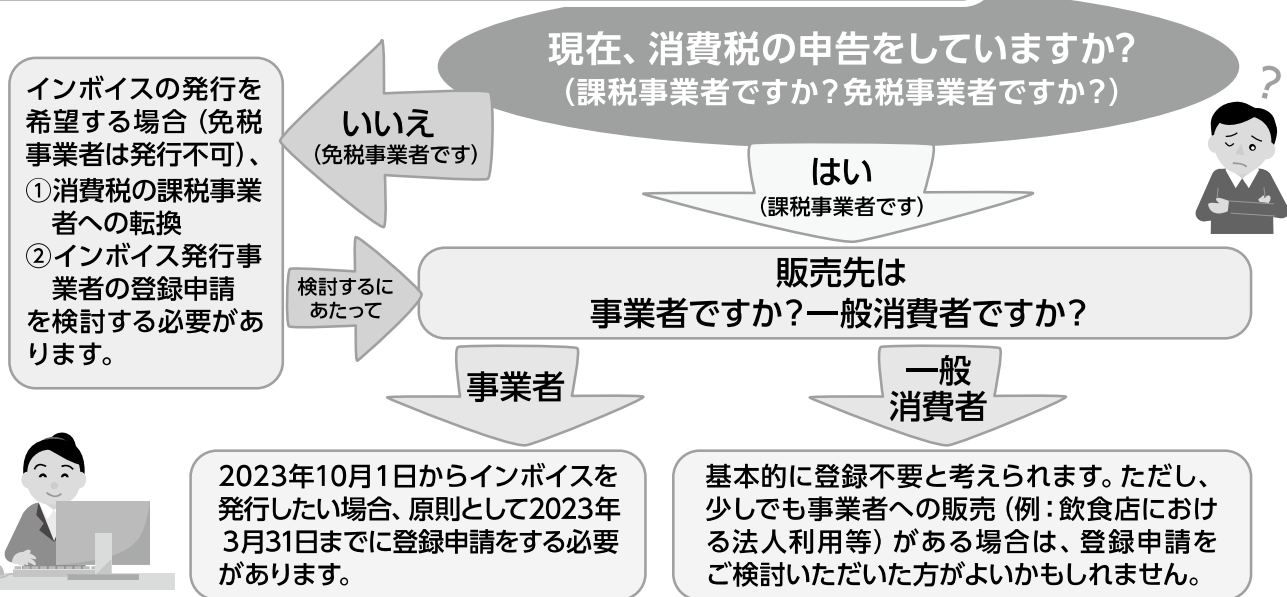 現在、消費税の申告をしていますか?
(課税事業者ですか?免税事業者ですか?)
?
いいえ
(免税事業者です)
はい
(課税事業者です)
インボイスの発行を
希望する場合(免税
事業者は発行不可)、
①消費税の課税事業
者への転換
②インボイス発行事
業者の登録申請
を検討する必要があ
ります。
検討するに
あたって
販売先は
事業者ですか?一般消費者ですか?
事業者
一般
消費者
2023年10月1日からインボイスを
発行したい場合、原則として2023年
3月31日までに登録申請をする必要
があります。
基本的に登録不要と考えられます。ただし、
少しでも事業者への販売(例:飲食店におけ
る法人利用等)がある場合は、登録申請を
ご検討いただいた方がよいかもしれません。